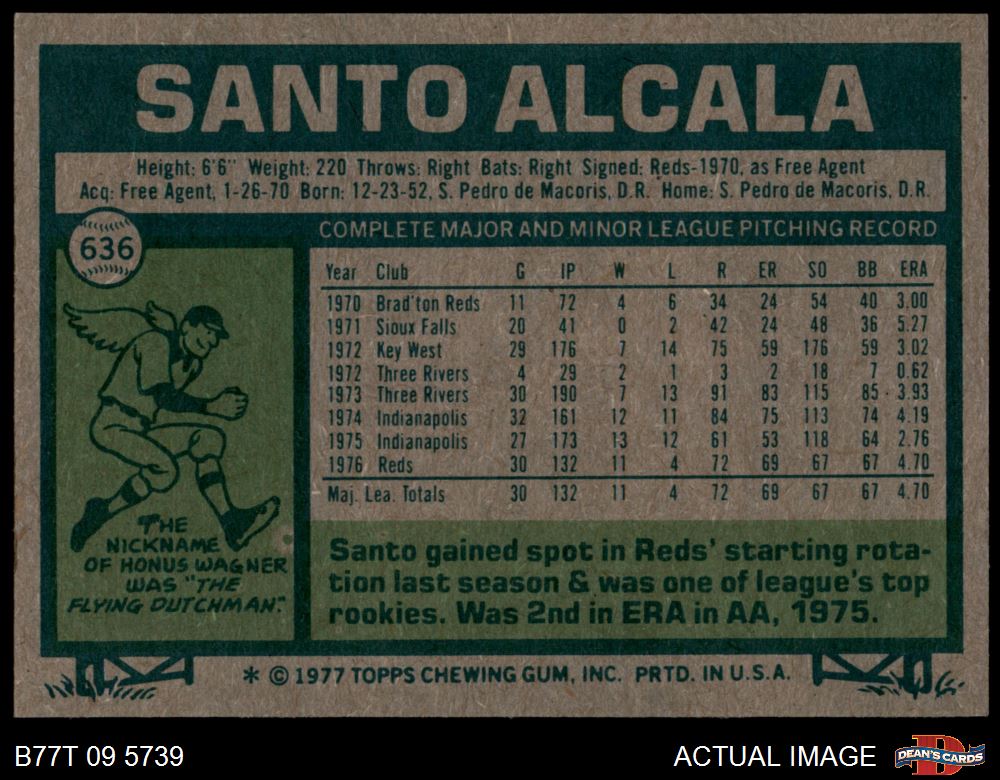 SANTO ALCALA
Height: 6'6" Weight: 220 Throws: Right Bats: Right Signed: Reds-1970, as Free Agent
Acq: Free Agent, 1-26-70 Born: 12-23-52, S. Pedro de Macoris, D.R. Home: S. Pedro de Macoris, D.R.
636
COMPLETE MAJOR AND MINOR LEAGUE PITCHING RECORD
Year Club G IP W L R ER SO BB ERA
1970 Brad'ton Reds 11 72 4 6 34 24 54 40 3.00
1971 Sioux Falls 20 41 0 2 42 24 48 36 5.27
1972 Key West 29 176 7 14 75 59 176 59 3.02
1972 Three Rivers 4 29 2 1 3 2 18 7 0.62
1973 Three Rivers 30 190 7 13 91 83 115 85 3.93
1974 Indianapolis 32 161 12 11 84 75 113 74 4.19
1975 Indianapolis 27 173 13 12 61 53 118 64 2.76
1976 Reds 30 132 11 4 72 69 67 67 4.70
Maj. Lea. Totals 30 132 11 4 72 69 67 67 4.70
THE
NICKNAME
OF HONUS WAGNER
WAS "THE
FLYING DUTCHMAN."
Santo gained spot in Reds' starting rota-
tion last season & was one of league's top
rookies. Was 2nd in ERA in AA, 1975.
* © 1977 TOPPS CHEWING GUM, INC. PRTD. IN U.S.A.
B77T 09 5739
ACTUAL IMAGE
D
DEAN'S CARDS